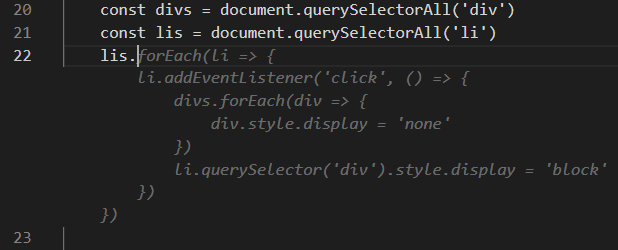 20 const divs = document.querySelectorAll('div')
21 const lis = document.querySelectorAll('li')
22 lis.forEach(li => {
li.addEventListener('click', () => {
divs.forEach(div => {
div.style.display = 'none'
})
li.querySelector('div').style.display = 'block'
})
})
23